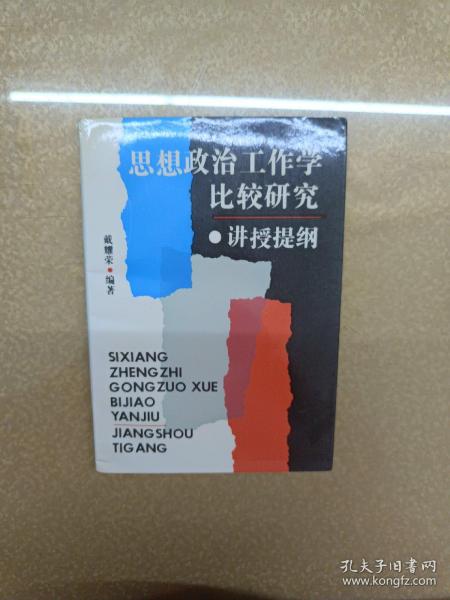 思想政治工作学
比较研究
●讲授提纲
戴耀荣●编著
SIXIANG
ZHENGZHI
GONGZUO XUE
BIJIAO
YANJIU
JIANGSHOU
TIGANG
孔夫子旧书网
www.kongfz.com